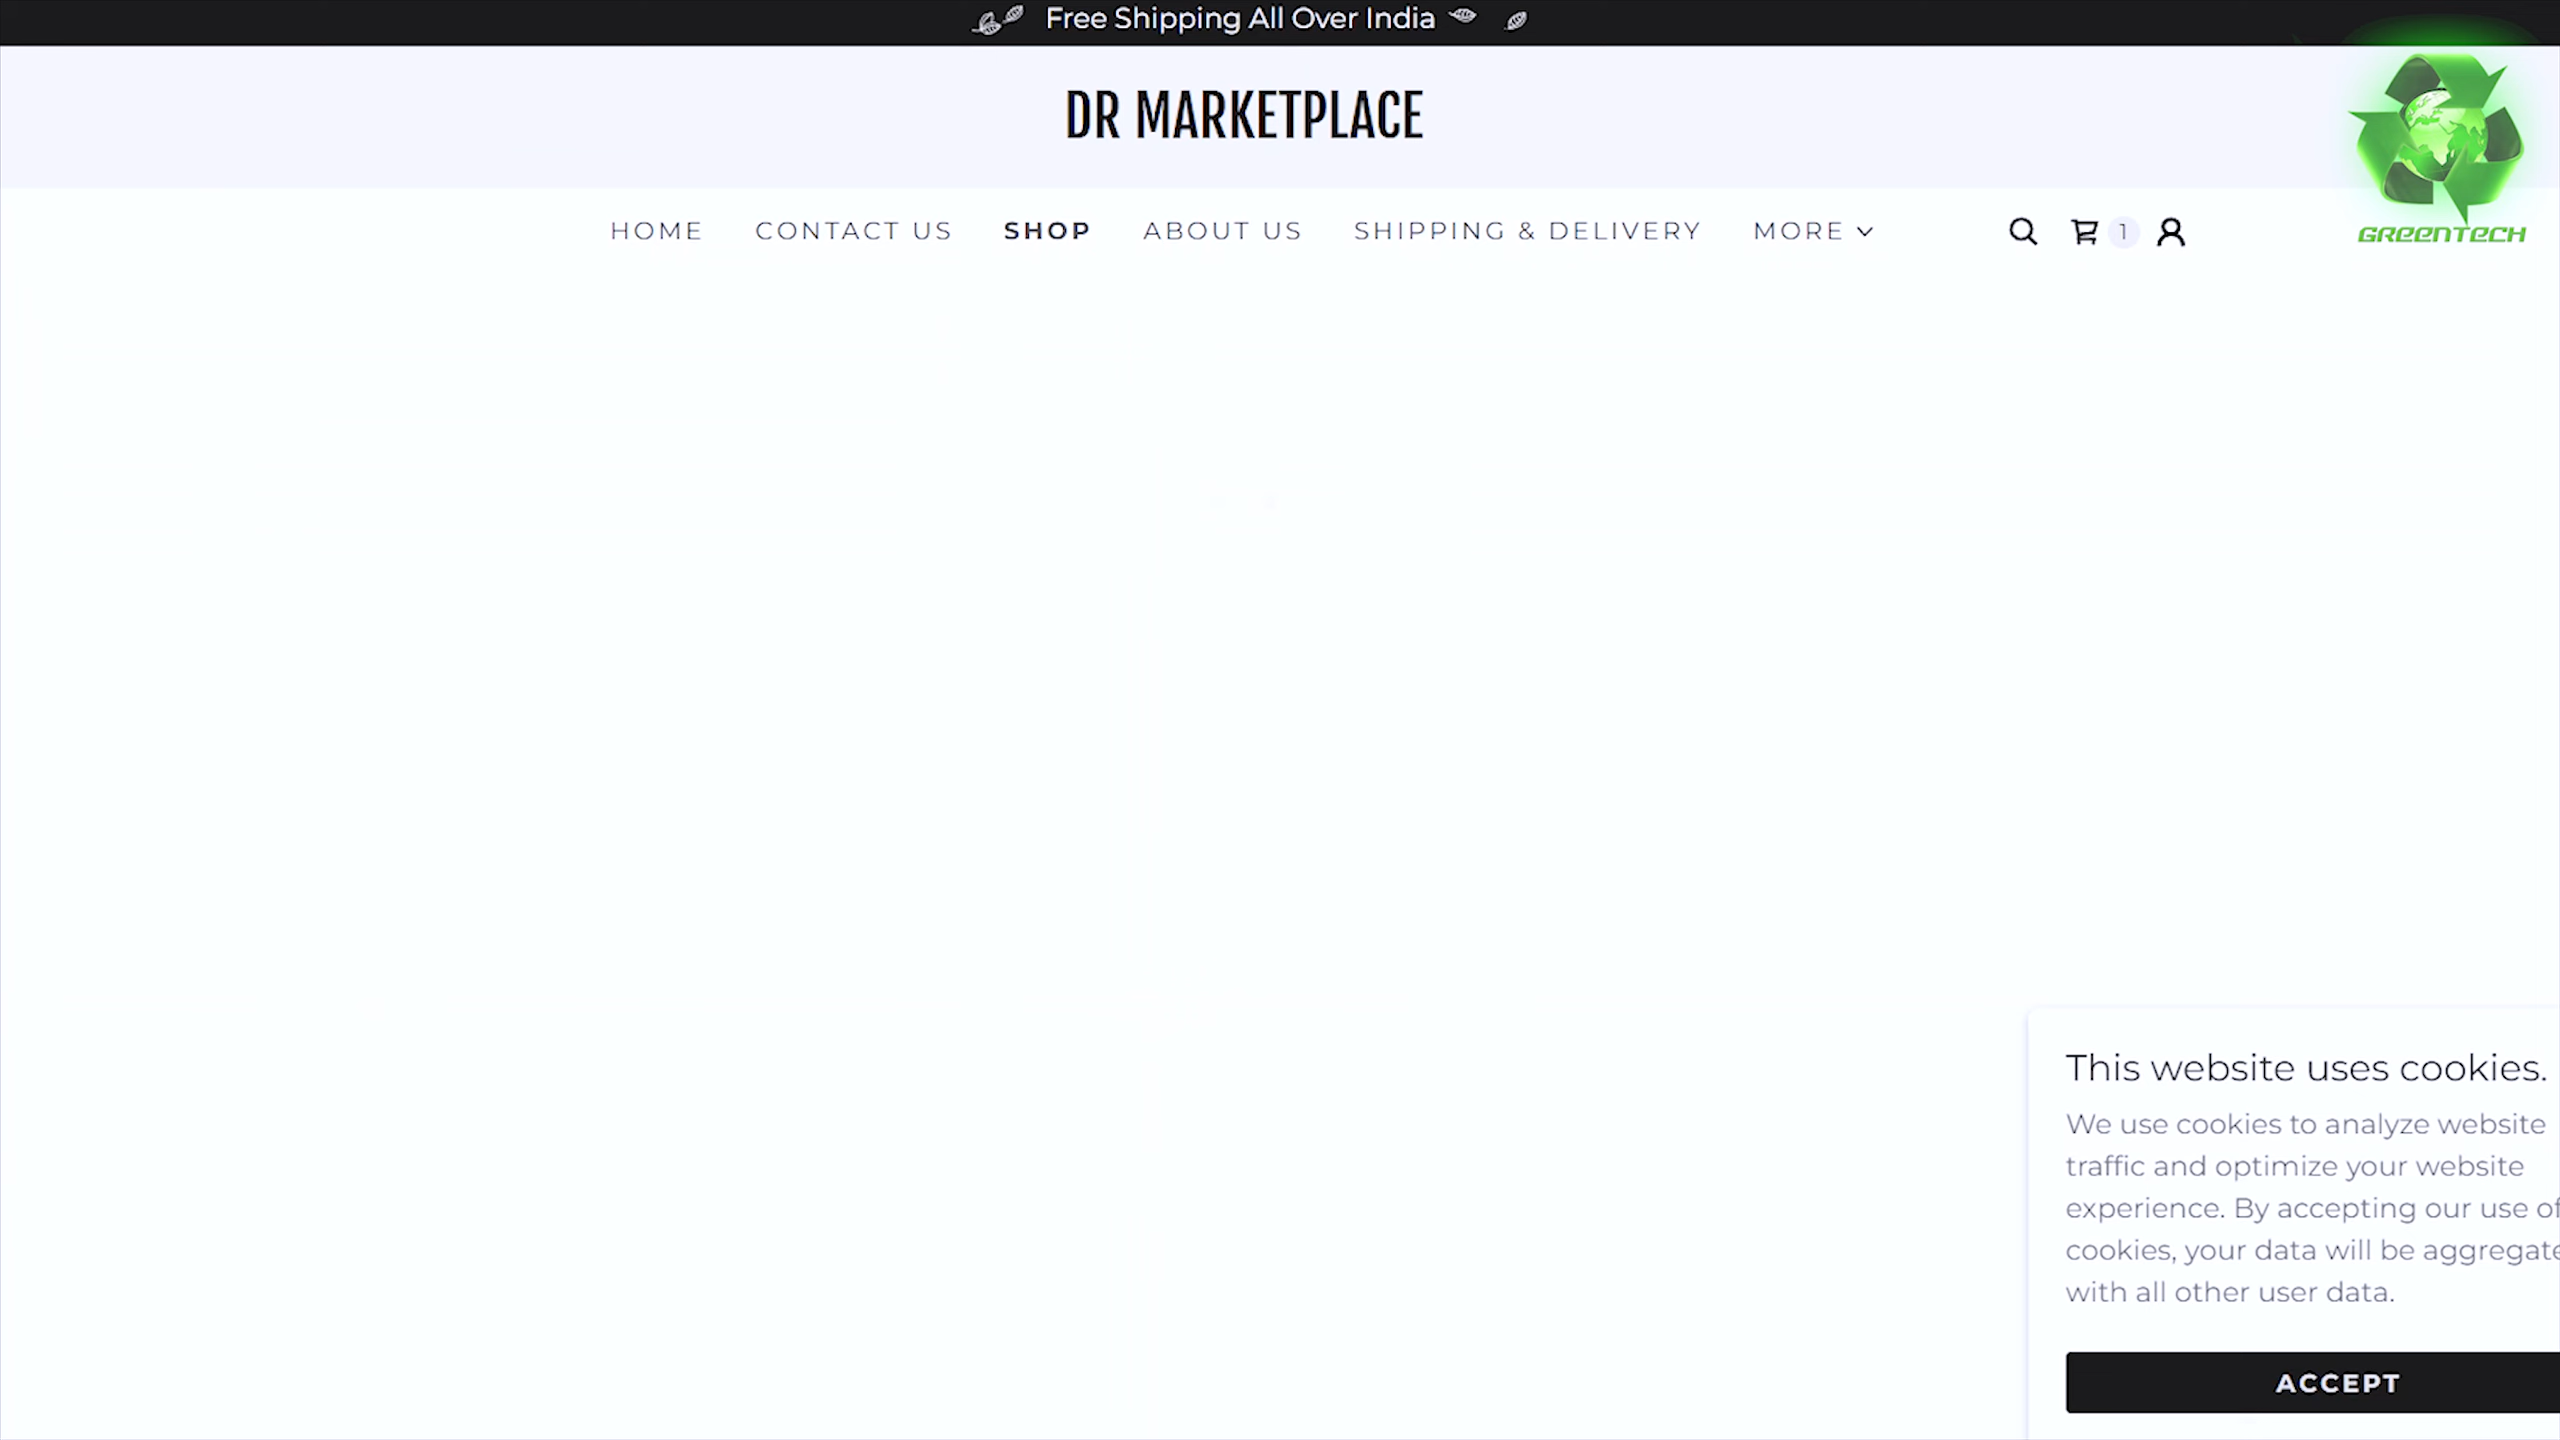 Free Shipping All Over India
DR MARKETPLACE
GREENTECH
HOME CONTACT US SHOP ABOUT US SHIPPING & DELIVERY MORE 1
This website uses cookies.
We use cookies to analyze website
traffic and optimize your website
experience. By accepting our use of
cookies, your data will be aggregate
with all other user data.
ACCEPT